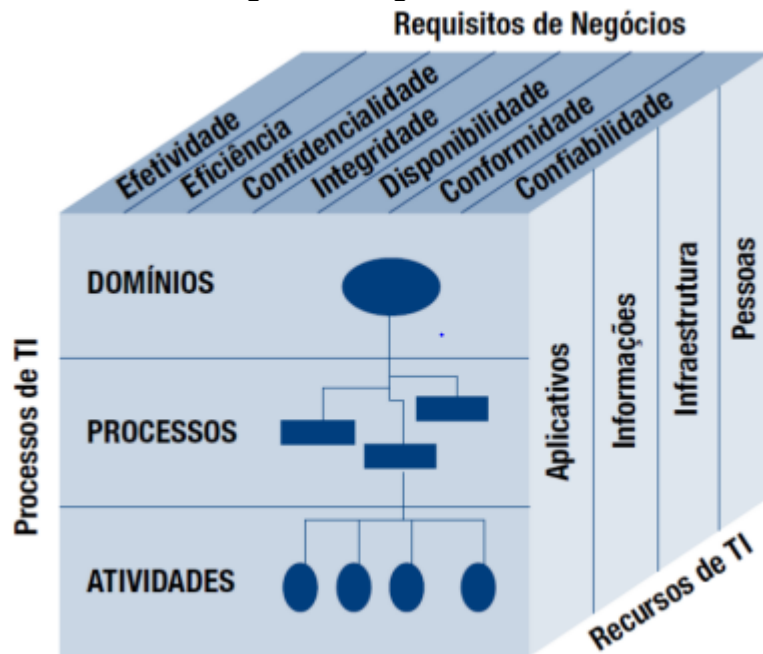 Requisitos de Negócios
Efetividade
Eficiência
Confidencialidade
Integridade
Disponibilidade
Conformidade
Confiabilidade
Processos de TI
DOMÍNIOS
PROCESSOS
ATIVIDADES
Aplicativos
Informações
Infraestrutura
Pessoas
Recursos de TI